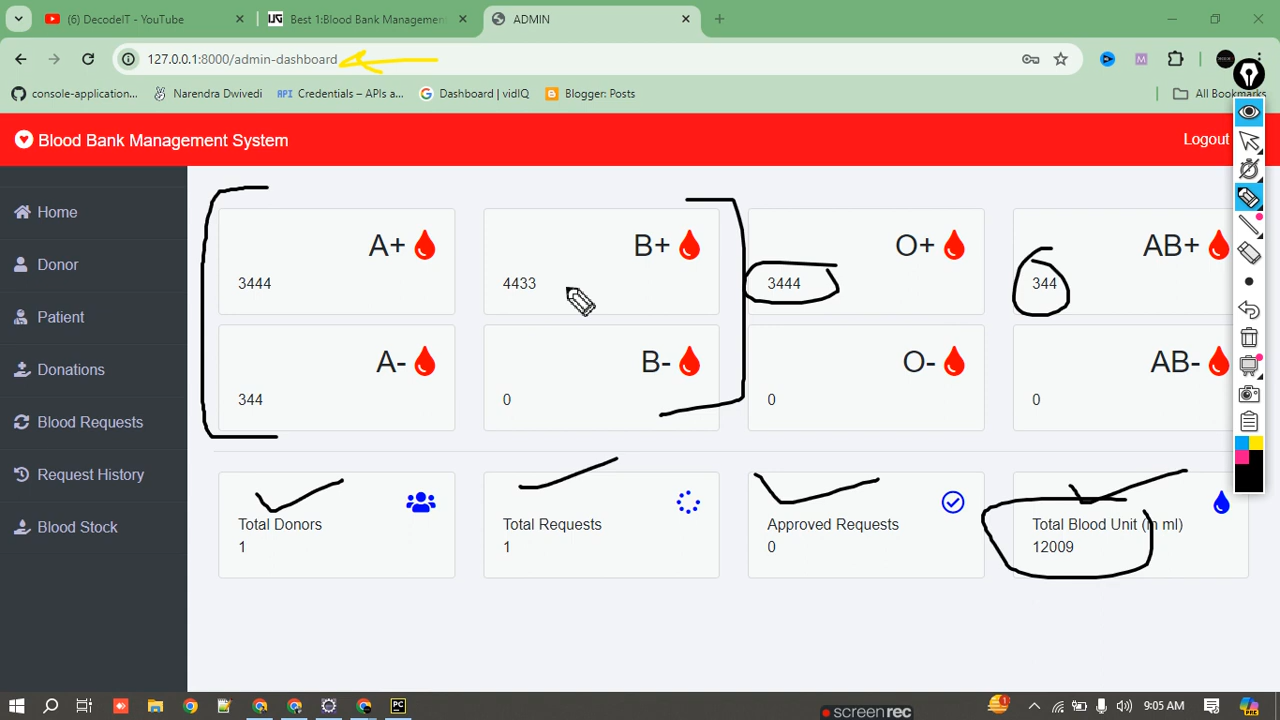 (6) DecodeIT - YouTube
Best 1:Blood Bank Management
ADMIN
127.0.0.1:8000/admin-dashboard
console-application...
Narendra Dwivedi
API Credentials – APIs a...
Dashboard | vidIQ
Blogger: Posts
All Bookmarks
Blood Bank Management System
Logout
Home
Donor
Patient
Donations
Blood Requests
Request History
Blood Stock
A+
3444
B+
4433
O+
3444
AB+
344
A-
344
B-
0
O-
0
AB-
0
Total Donors
1
Total Requests
1
Approved Requests
0
Total Blood Unit (in ml)
12009
9:05 AM
screenrec